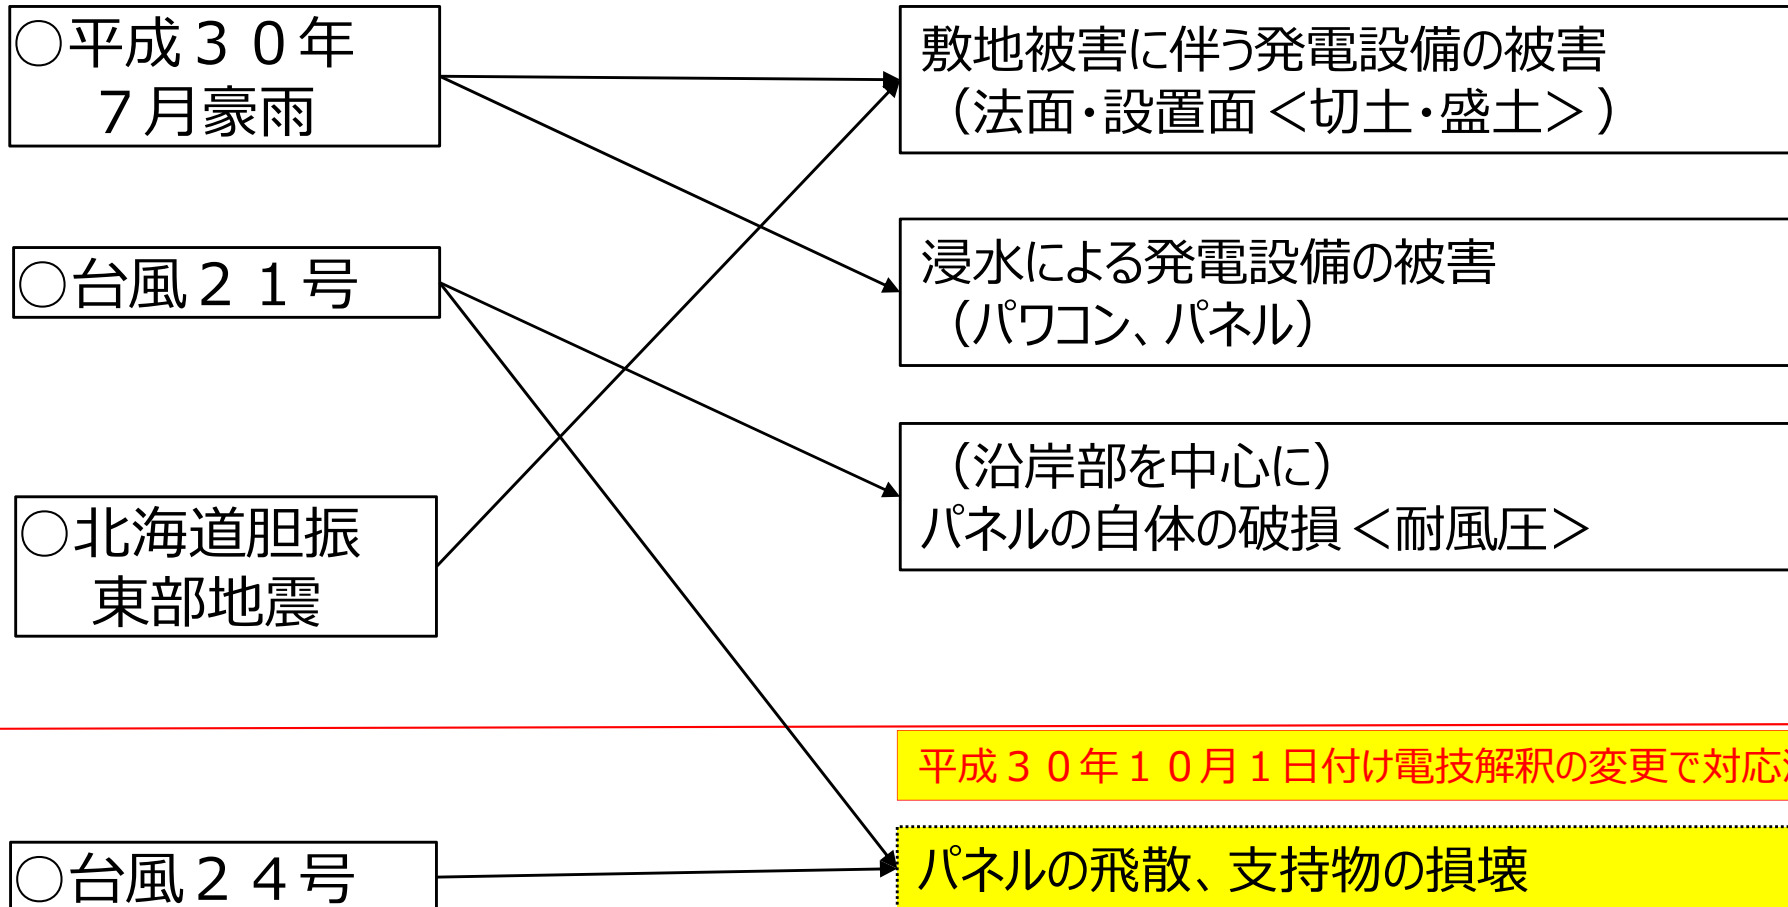 ○平成３０年
７月豪雨
敷地被害に伴う発電設備の被害
（法面・設置面＜切土・盛土＞）
○台風２１号
浸水による発電設備の被害
（パワコン、パネル）
（沿岸部を中心に）
パネルの自体の破損＜耐風圧＞
○北海道胆振
東部地震
平成３０年１０月１日付け電技解釈の変更で対応
○台風２４号
パネルの飛散、支持物の損壊